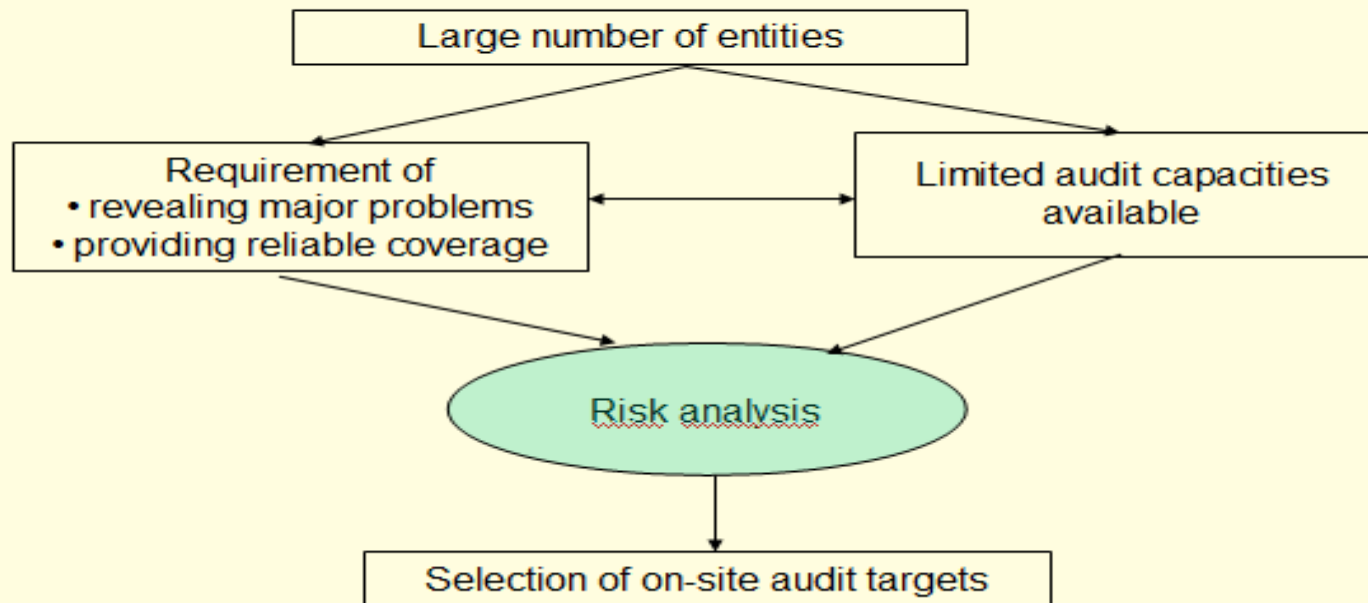 Large number of entities
Requirement of
• revealing major problems
• providing reliable coverage
Limited audit capacities
available
Risk analysis
Selection of on-site audit targets